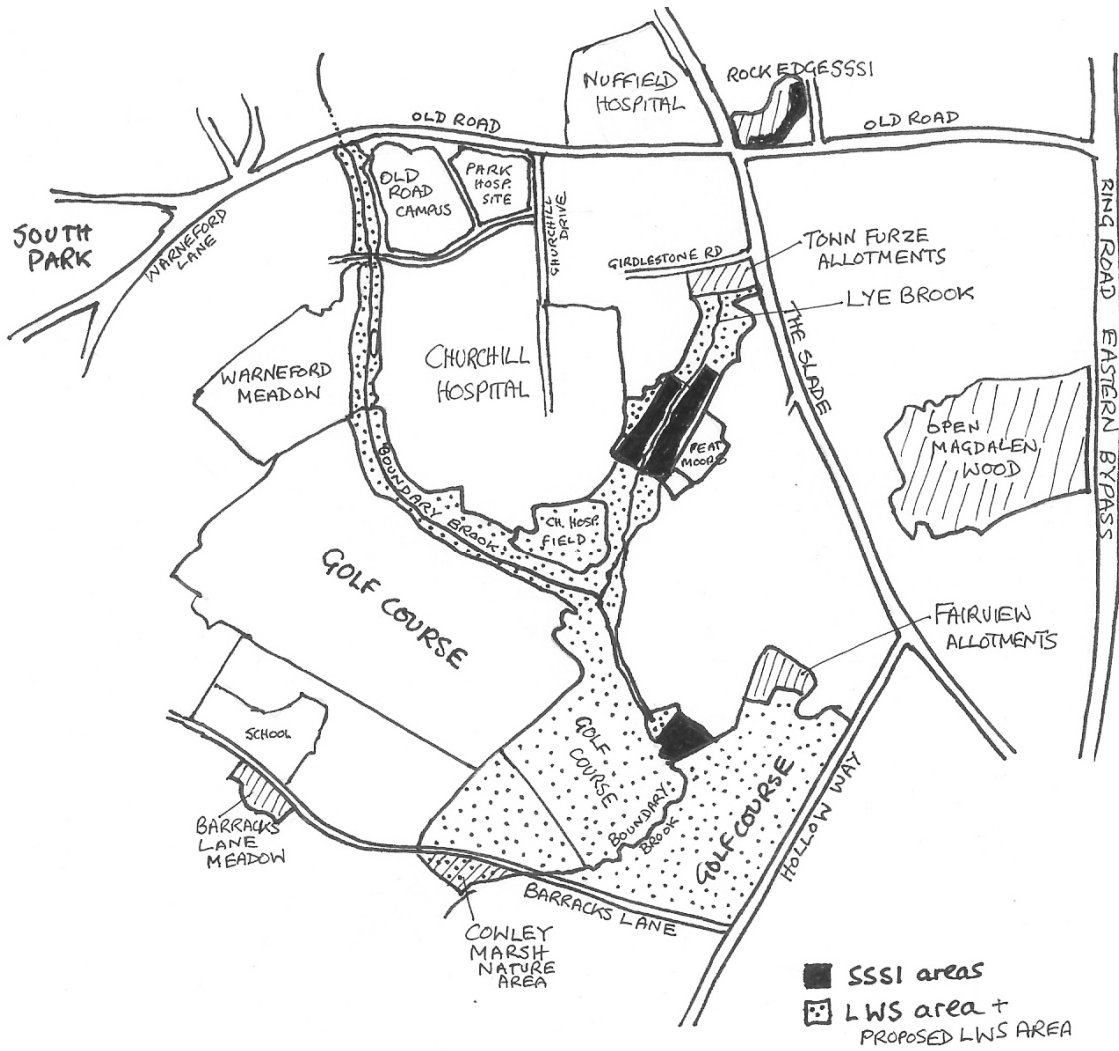 NUFFIELD
HOSPITAL
ROCK EDGE SSSI
OLD ROAD
OLD ROAD
OLD
ROAD
CAMPUS
PARK
HOSP.
SITE
CHURCHILL
DRIVE
SOUTH
PARK
WARNEFORD
LANE
GIRDLESTONE RD
TOWN FURZE
ALLOTMENTS
LYE BROOK
THE SLADE
RING ROAD EASTERN BYPASS
WARNEFORD
MEADOW
CHURCHILL
HOSPITAL
PEAT
MOORS
OPEN
MAGDALEN
WOOD
BOUNDARY BROOK
CH. HOSP.
FIELD
GOLF COURSE
FAIRVIEW
ALLOTMENTS
SCHOOL
GOLF
COURSE
BOUNDARY
BROOK
GOLF COURSE
HOLLOW WAY
BARRACKS
LANE
MEADOW
BARRACKS LANE
COWLEY
MARSH
NATURE
AREA
SSSI areas
LWS area +
PROPOSED LWS AREA